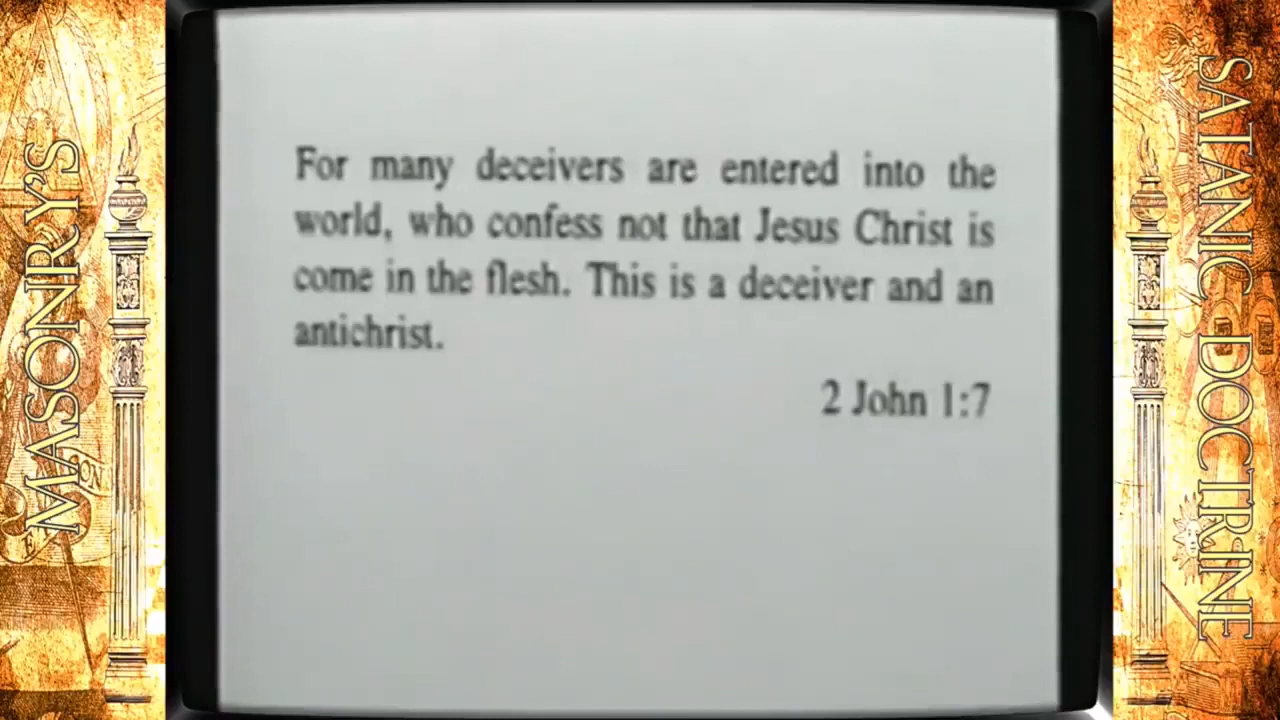 MASONRY'S
For many deceivers are entered into the
world, who confess not that Jesus Christ is
come in the flesh. This is a deceiver and an
antichrist.
2 John 1:7
SATANIC DOCTRINE